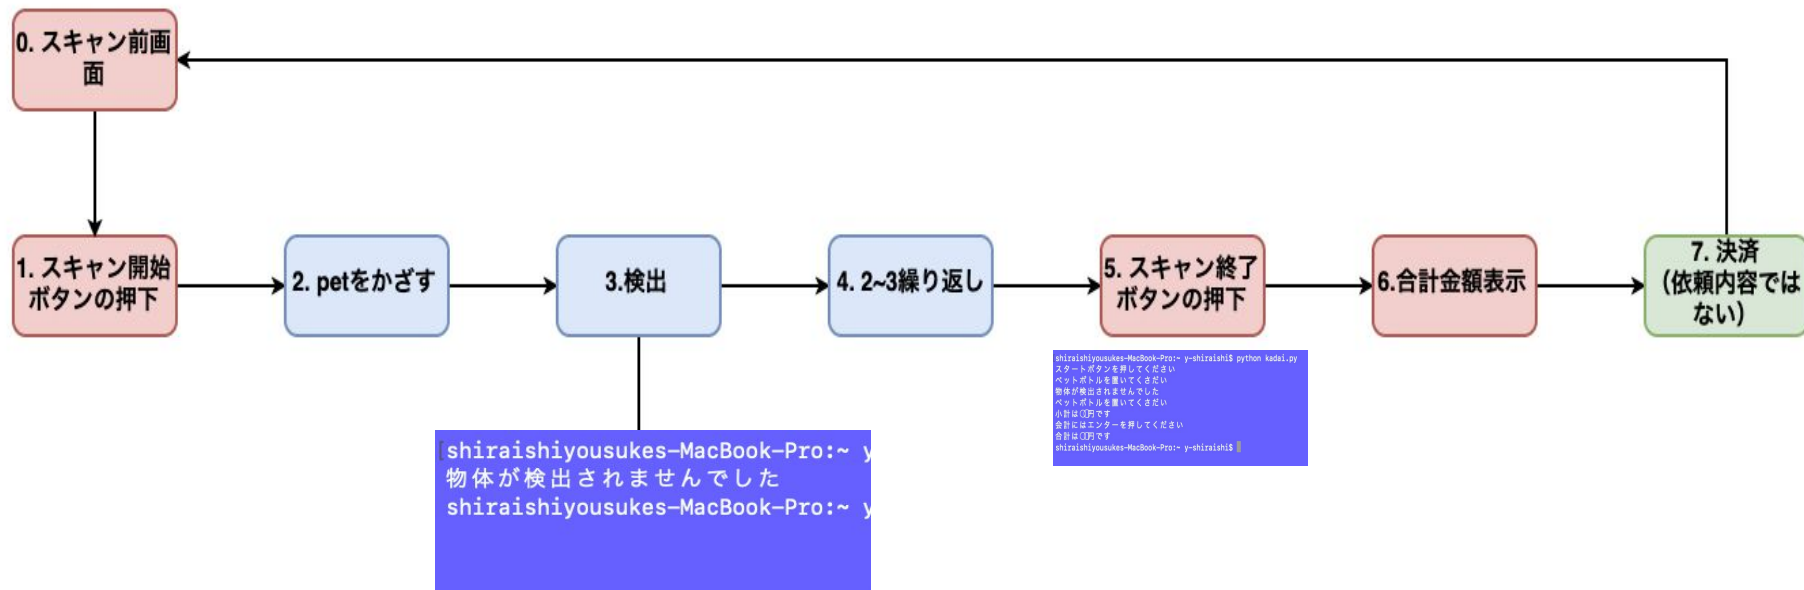 0. スキャン前画
面
1. スキャン開始
ボタンの押下
2. petをかざす
3.検出
4. 2~3繰り返し
5. スキャン終了
ボタンの押下
6.合計金額表示
7. 決済
（依頼内容では
ない）
shiraishiyousukes-MacBook-Pro:~ y
物体が検出されませんでした
shiraishiyousukes-MacBook-Pro:~ y
shiraishiyousukes-MacBook-Pro:~ y-shiraishi$ python kadai.py
スタートボタンを押してください
ペットボトルを置いてくさだい
物体が検出されませんでした
ペットボトルを置いてくさだい
小計は〇〇円です
会計にはエンターを押してください
合計は〇〇円です
shiraishiyousukes-MacBook-Pro:~ y-shiraishi$